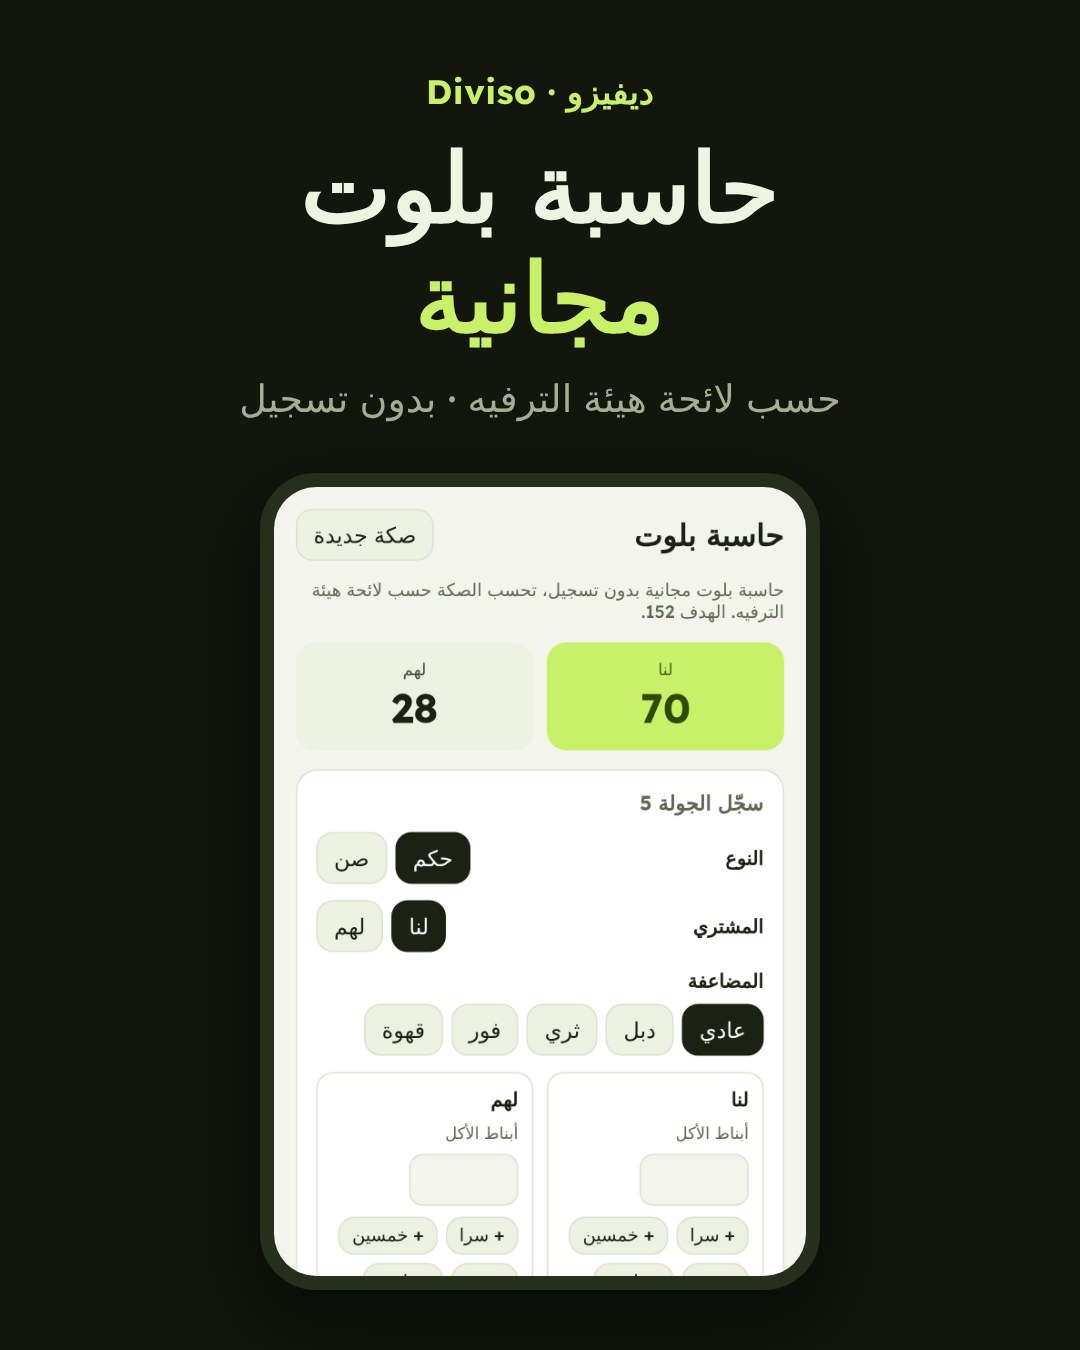 ديفيزو · Diviso
حاسبة بلوت
مجانية
حسب لائحة هيئة الترفيه · بدون تسجيل
حاسبة بلوت
صكة جديدة
حاسبة بلوت مجانية بدون تسجيل، تحسب الصكة حسب لائحة هيئة
الترفيه. الهدف 152.
لنا
لهم
70
28
سجّل الجولة 5
النوع
حكم
صن
المشتري
لنا
لهم
المضاعفة
عادي
دبل
ثري
فور
قهوة
لنا
لهم
أبناط الأكل
أبناط الأكل
+ سرا
+ خمسين
+ سرا
+ خمسين